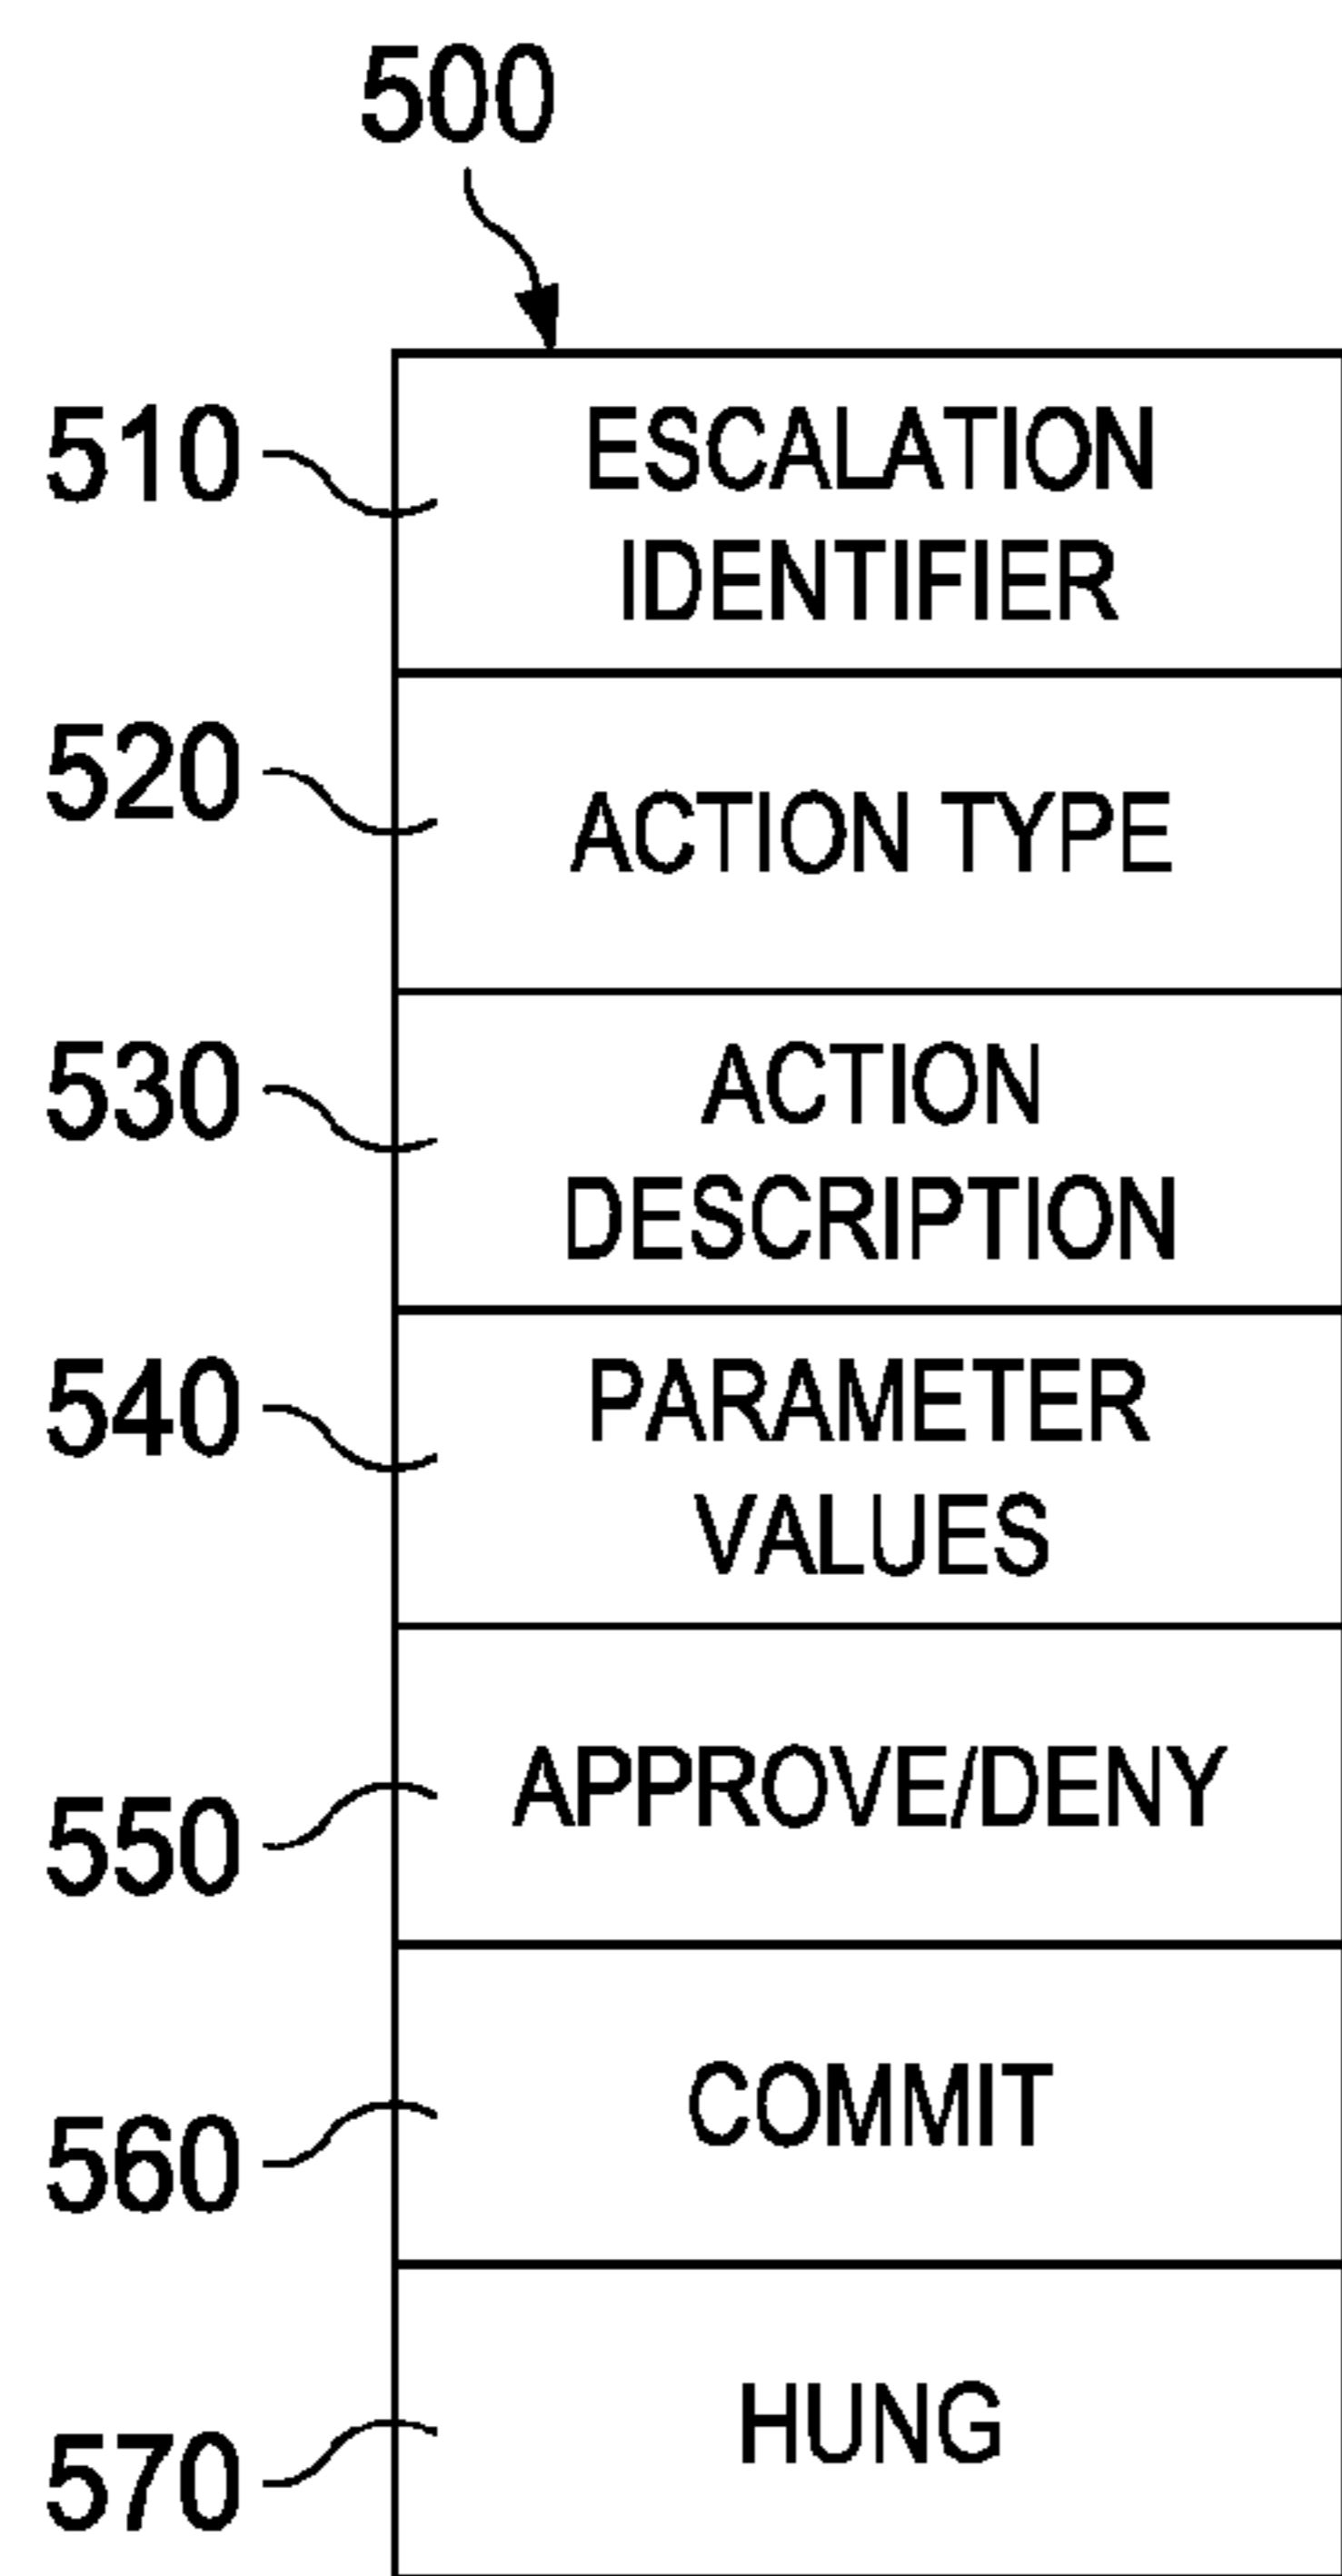 500
510 ESCALATION
IDENTIFIER
520 ACTION TYPE
530 ACTION
DESCRIPTION
540 PARAMETER
VALUES
550 APPROVE/DENY
560 COMMIT
570 HUNG